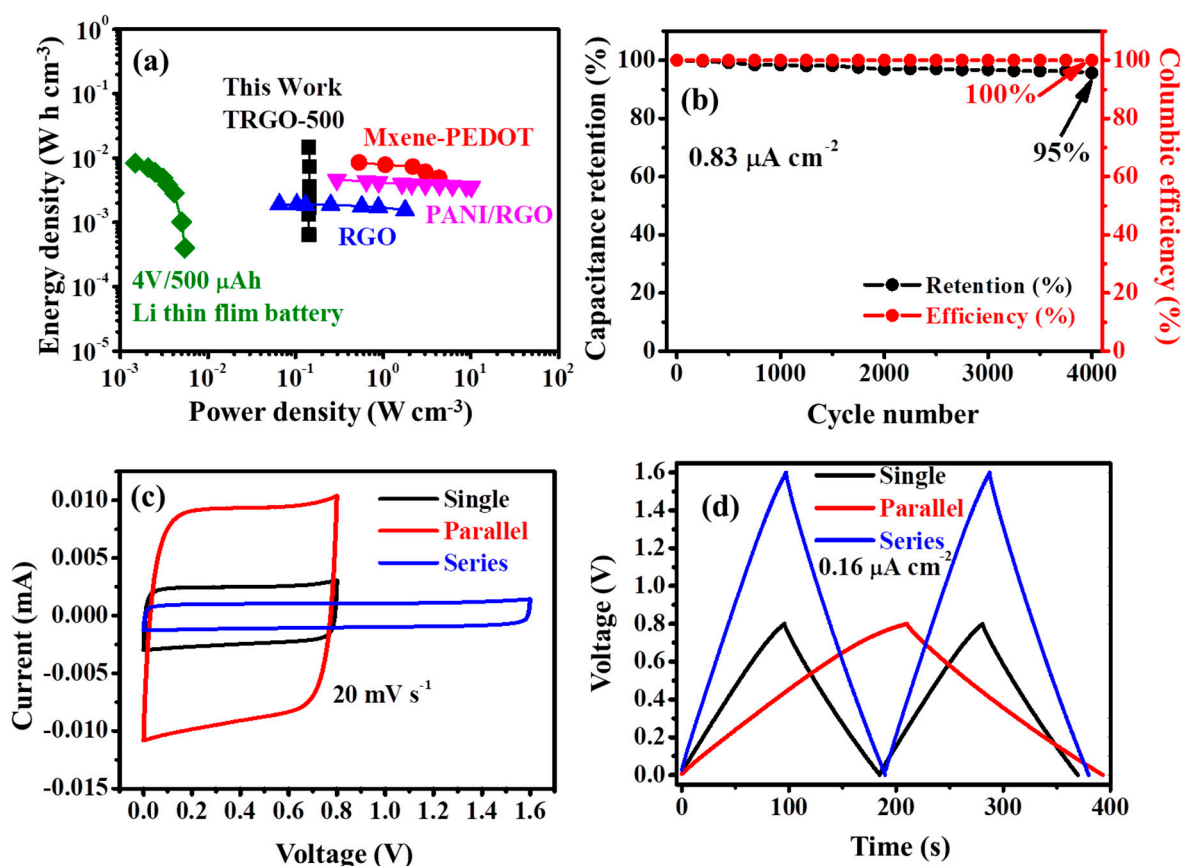 (a)
Energy density (W h cm-3)
10^0
10^-1
10^-2
10^-3
10^-4
10^-5
This Work
TRGO-500
Mxene-PEDOT
PANI/RGO
RGO
4V/500 μAh
Li thin flim battery
10^-3 10^-2 10^-1 10^0 10^1 10^2
Power density (W cm-3)
(b)
Capacitance retention (%)
100
80
60
40
20
0
100%
95%
0.83 μA cm-2
Retention (%)
Efficiency (%)
100
80
60
40
20
0
Columbic efficiency (%)
0 1000 2000 3000 4000
Cycle number
(c)
Current (mA)
0.010
0.005
0.000
-0.005
-0.010
-0.015
Single
Parallel
Series
20 mV s-1
0.0 0.2 0.4 0.6 0.8 1.0 1.2 1.4 1.6
Voltage (V)
(d)
Voltage (V)
1.6
1.4
1.2
1.0
0.8
0.6
0.4
0.2
0.0
Single
Parallel
Series
0.16 μA cm-2
0 100 200 300 400
Time (s)